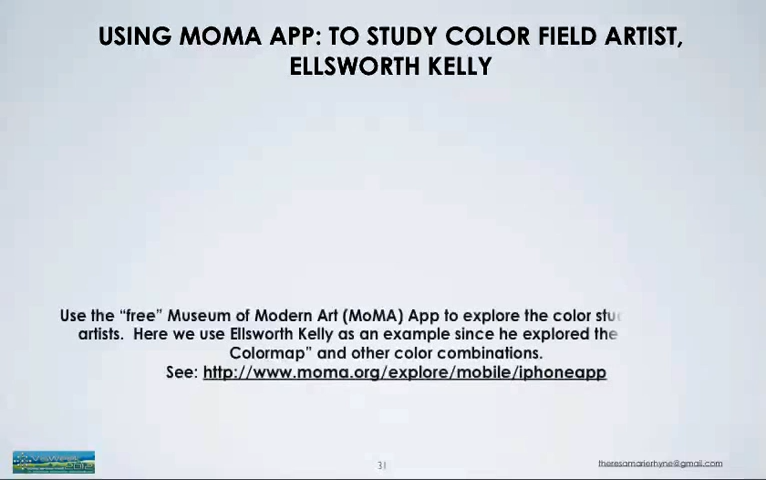 USING MOMA APP: TO STUDY COLOR FIELD ARTIST,
ELLSWORTH KELLY
Use the “free” Museum of Modern Art (MoMA) App to explore the color
artists.  Here we use Ellsworth Kelly as an example since he explored the
Colormap” and other color combinations.
See: http://www.moma.org/explore/mobile/iphoneapp
31
theresamarierhyne@gmail.com